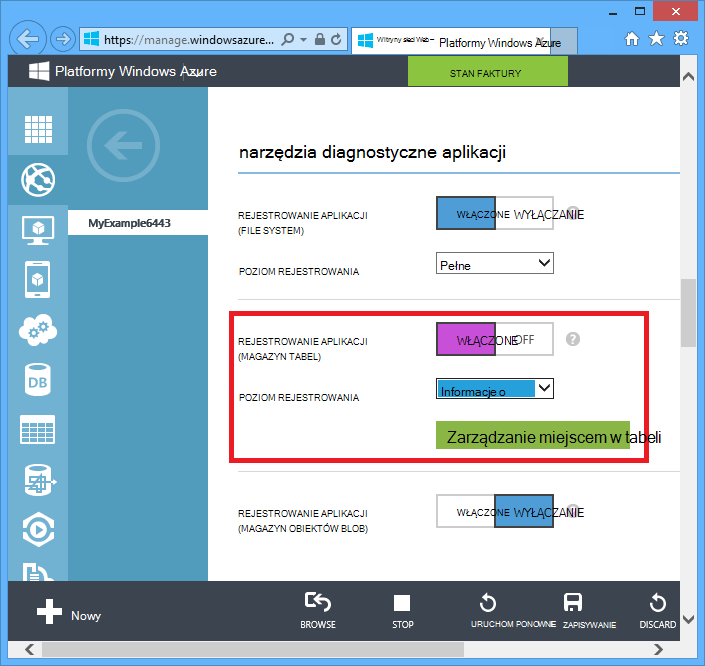 https://manage.windowsazure...
Witryny sieci Web –
Platformy Windows Azure
Platformy Windows Azure
STAN FAKTURY
MyExample6443
narzędzia diagnostyczne aplikacji
REJESTROWANIE APLIKACJI
(FILE SYSTEM)
WŁĄCZONE WYŁĄCZANIE
POZIOM REJESTROWANIA
Pełne
REJESTROWANIE APLIKACJI
(MAGAZYN TABEL)
WŁĄCZONE OFF
POZIOM REJESTROWANIA
Informacje o
Zarządzanie miejscem w tabeli
REJESTROWANIE APLIKACJI
(MAGAZYN OBIEKTÓW BLOB)
WŁĄCZONE WYŁĄCZANIE
DB
Nowy
BROWSE
STOP
URUCHOM PONOWNE
ZAPISYWANIE
DISCARD